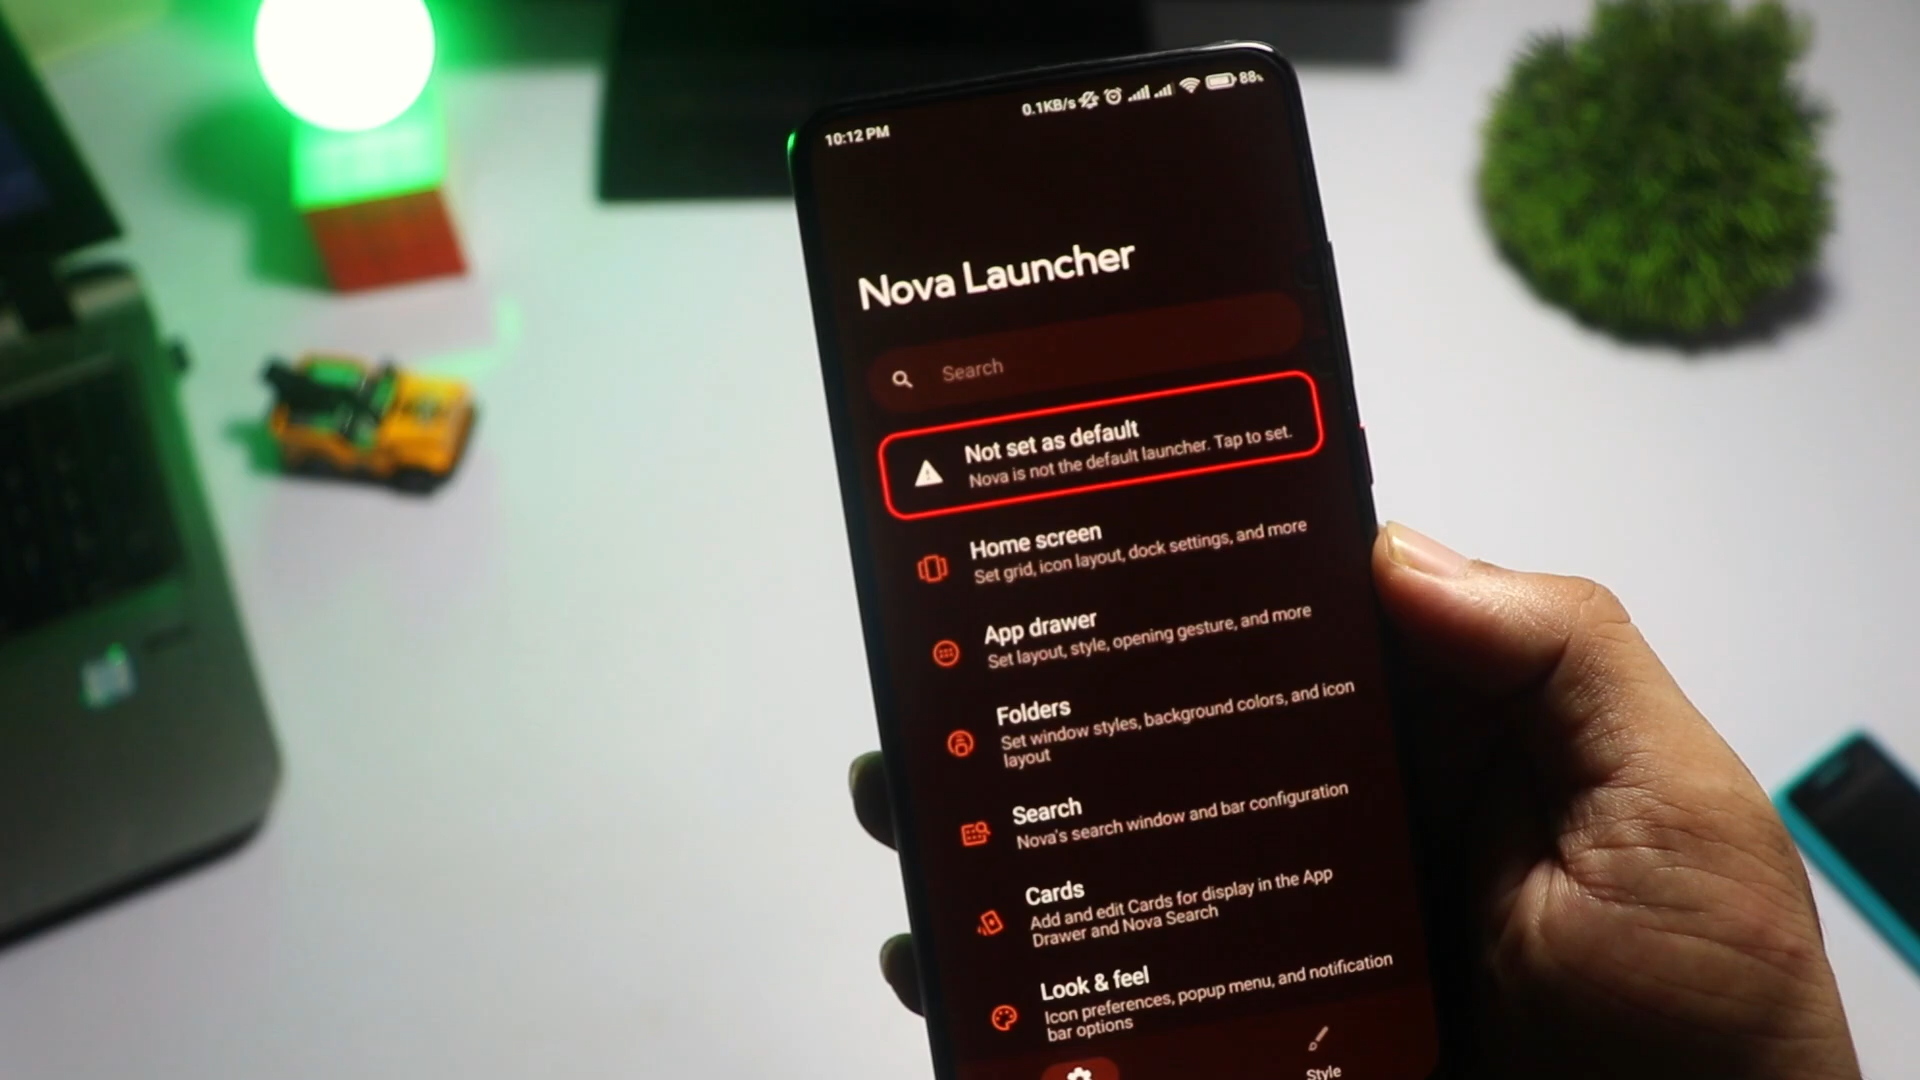 10:12 PM
0.1KB/s
88%
Nova Launcher
Search
Not set as default
Nova is not the default launcher. Tap to set.
Home screen
Set grid, icon layout, dock settings, and more
App drawer
Set layout, style, opening gesture, and more
Folders
Set window styles, background colors, and icon
layout
Search
Nova's search window and bar configuration
Cards
Add and edit Cards for display in the App
Drawer and Nova Search
Look & feel
Icon preferences, popup menu, and notification
bar options
Style